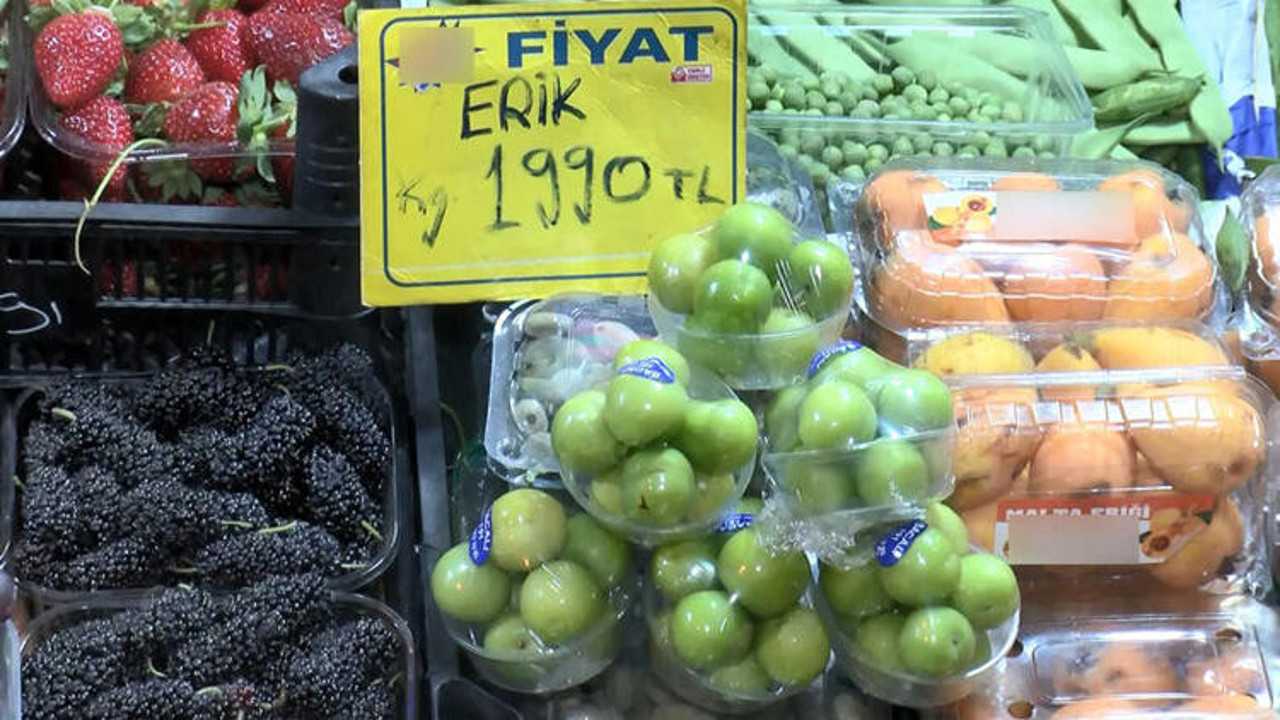 FİYAT
ERİK
Kg 1990 TL
MALTA ERİĞİ